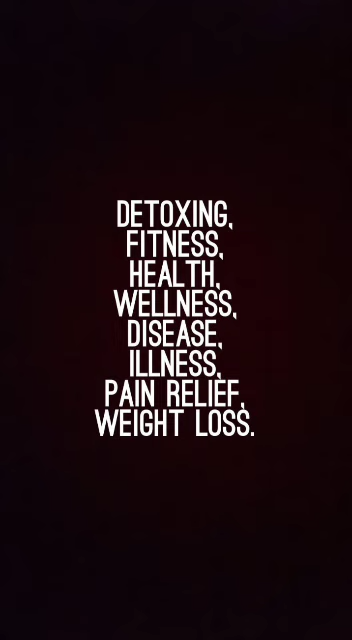 DETOXING,
FITNESS,
HEALTH,
WELLNESS,
DISEASE,
ILLNESS,
PAIN RELIEF,
WEIGHT LOSS.